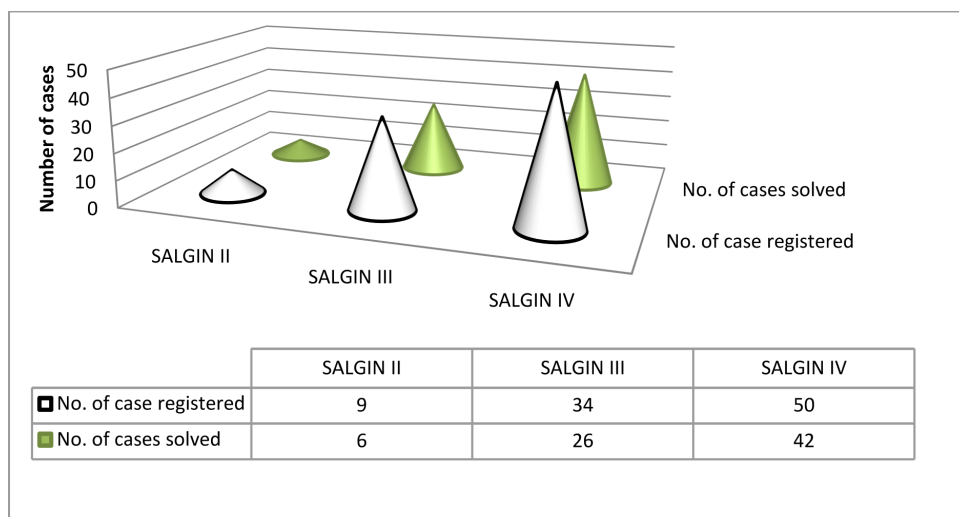 Number of cases
50
40
30
20
10
0
SALGIN II
SALGIN III
SALGIN IV
No. of cases solved
No. of case registered
SALGIN II SALGIN III SALGIN IV
No. of case registered 9 34 50
No. of cases solved 6 26 42